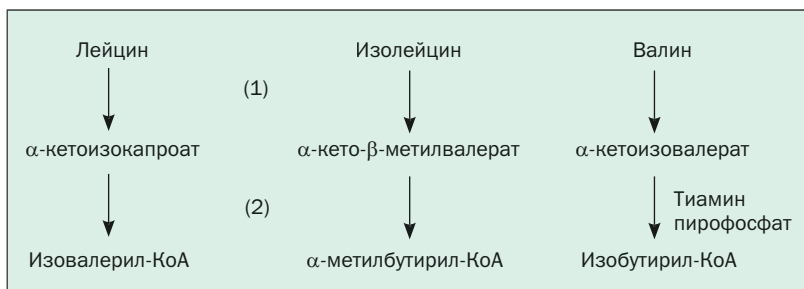 Лейцин Изолейцин Валин
(1)
α-кетоизокапроат α-кето-β-метилвалерат α-кетоизовалерат
(2)
Тиамин
пирофосфат
Изовалерил-КоА α-метилбутирил-КоА Изобутирил-КоА